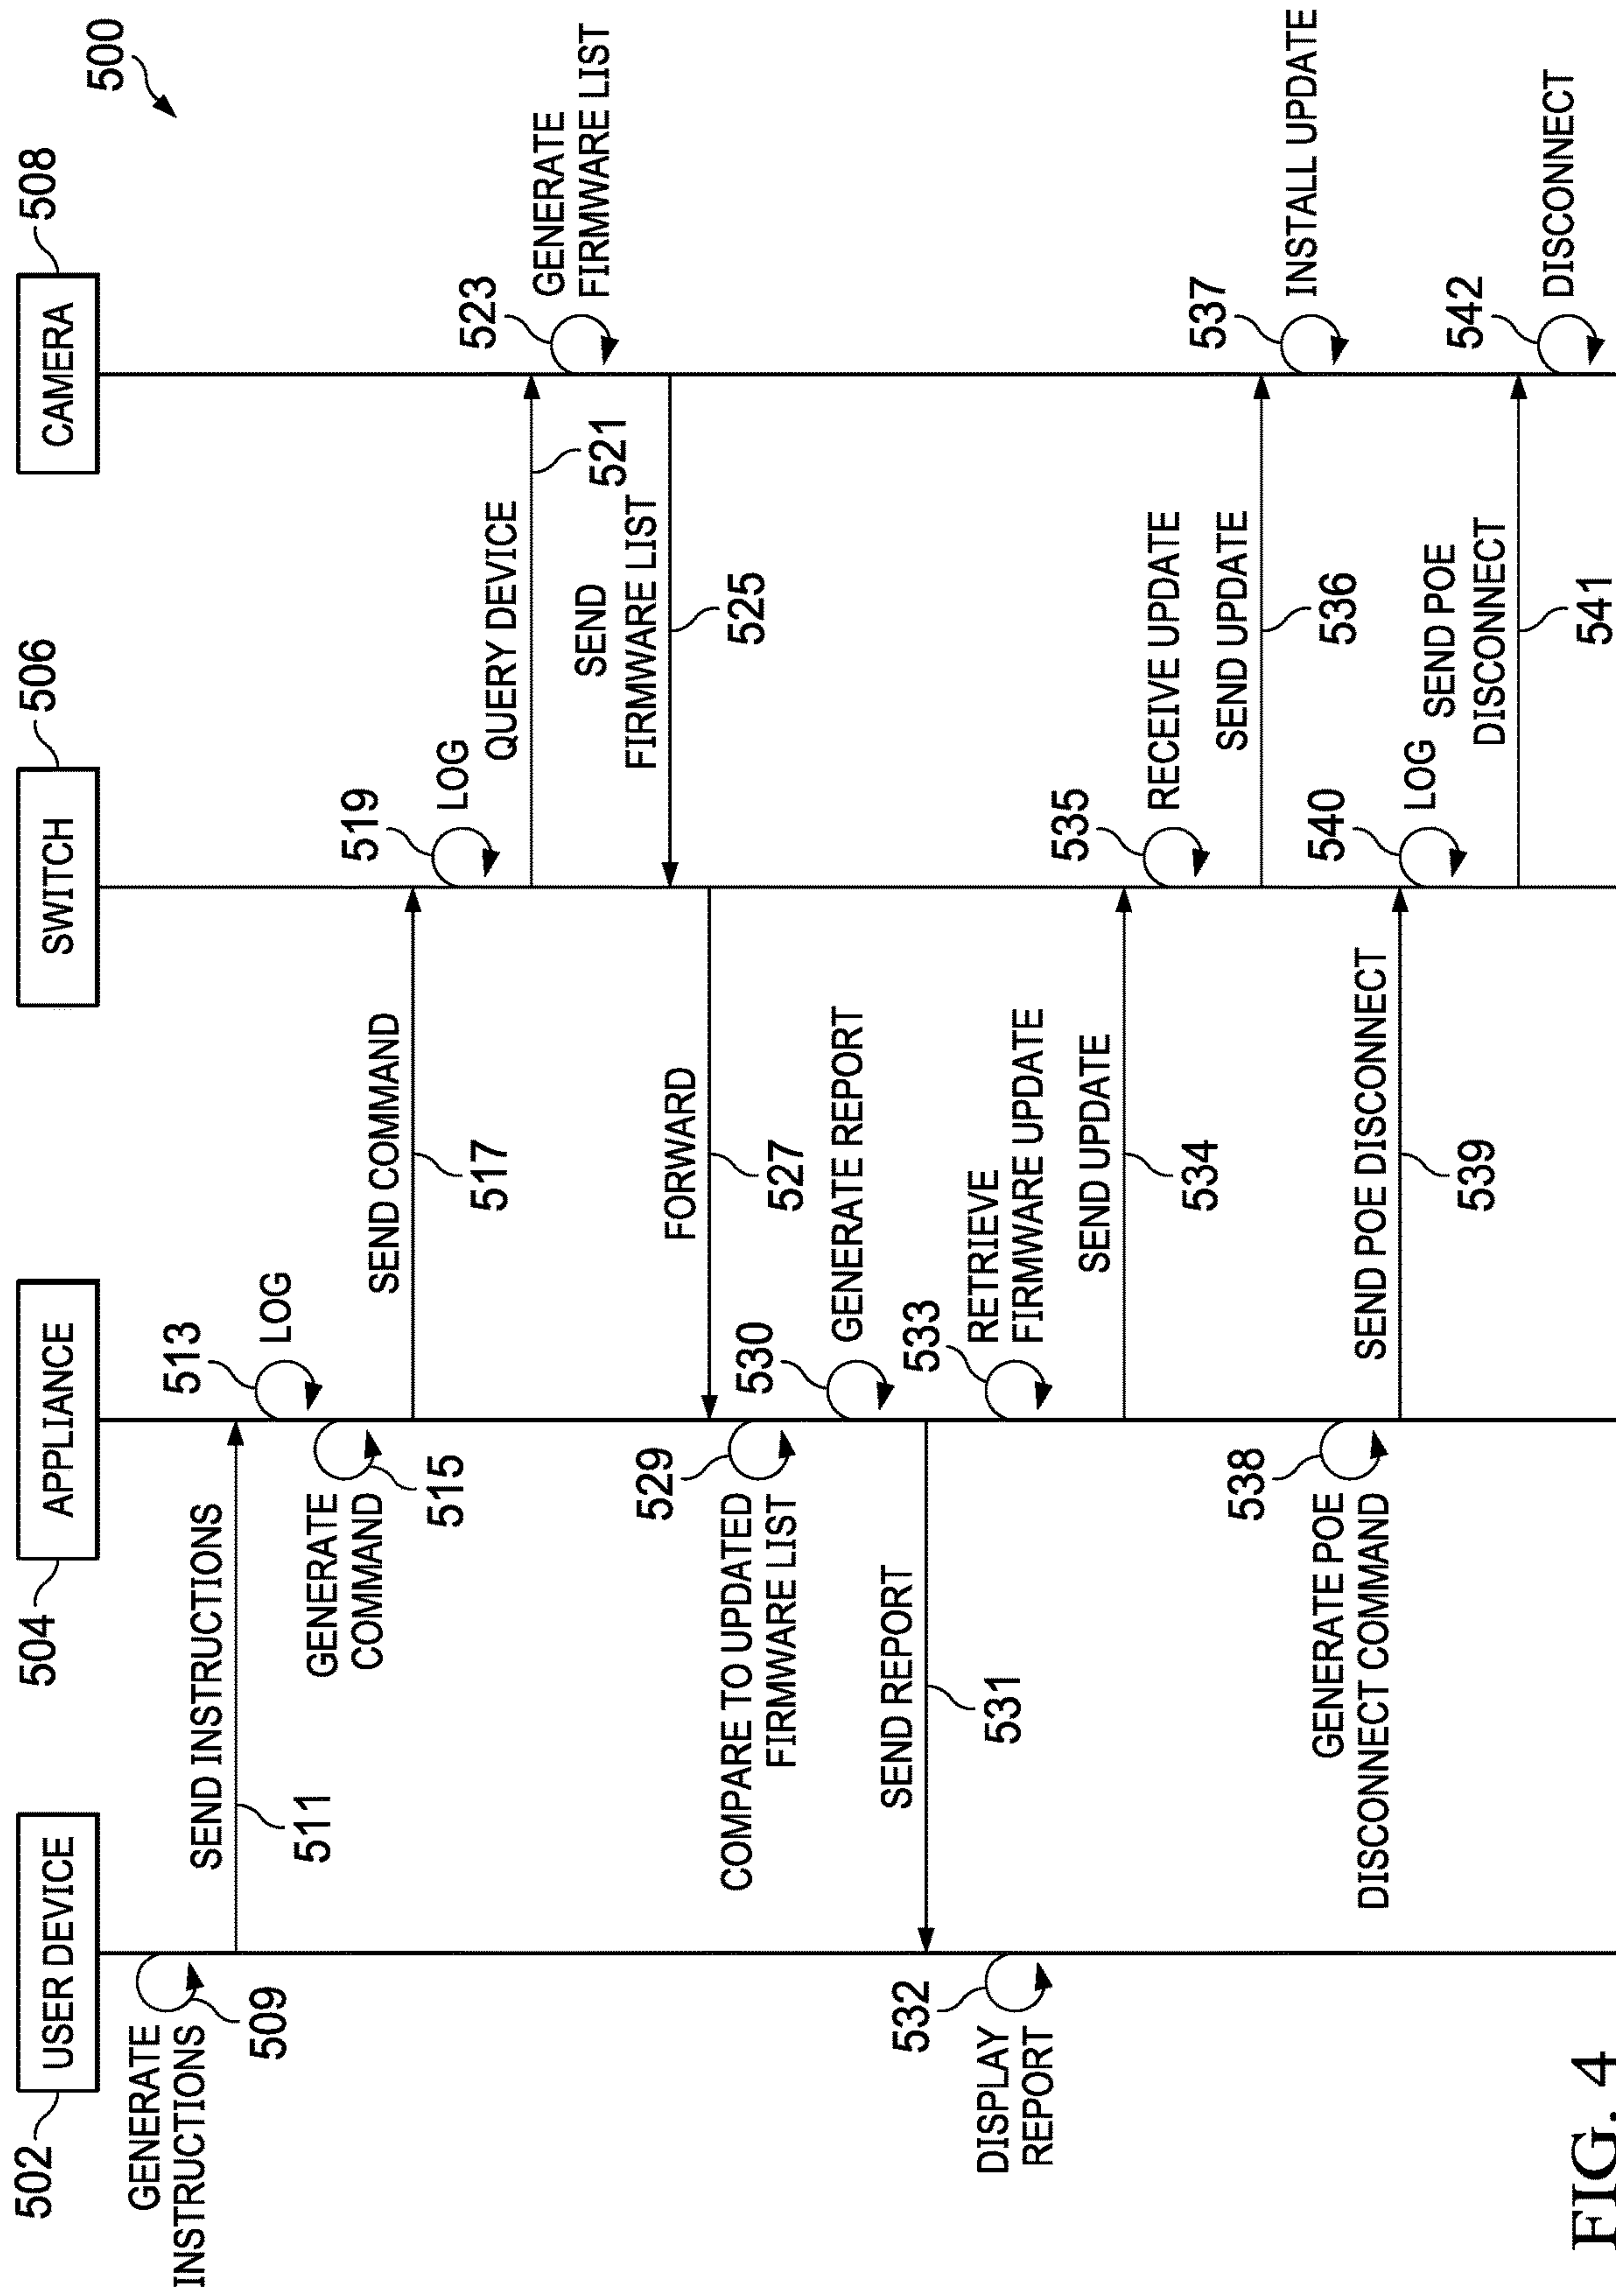 500
USER DEVICE
APPLIANCE
SWITCH
CAMERA
502
504
506
508
GENERATE
INSTRUCTIONS
509
SEND INSTRUCTIONS
511
513
LOG
GENERATE
COMMAND
515
SEND COMMAND
517
519
LOG
QUERY DEVICE
521
523
GENERATE
FIRMWARE LIST
SEND
FIRMWARE LIST
525
FORWARD
527
529
COMPARE TO UPDATED
FIRMWARE LIST
530
GENERATE REPORT
SEND REPORT
531
532
DISPLAY
REPORT
533
RETRIEVE
FIRMWARE UPDATE
SEND UPDATE
534
535
RECEIVE UPDATE
SEND UPDATE
536
537
INSTALL UPDATE
538
GENERATE POE
DISCONNECT COMMAND
SEND POE DISCONNECT
539
540
LOG
SEND POE
DISCONNECT
541
542
DISCONNECT
FIG. 4